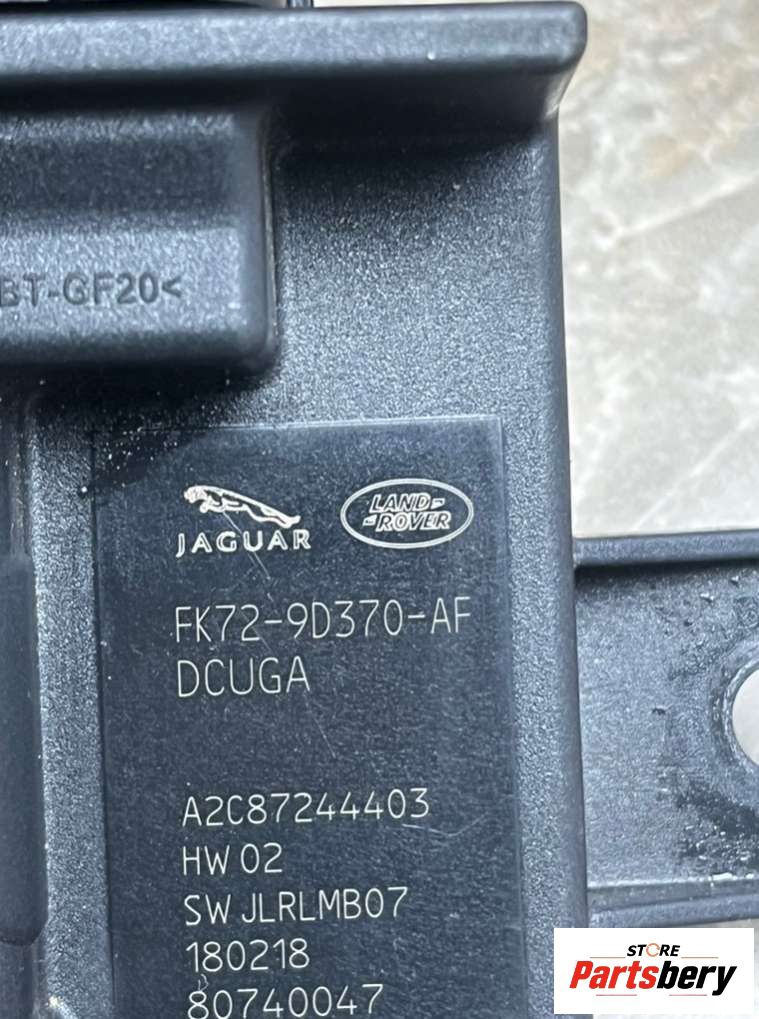 BT-GF20<
JAGUAR
LAND-
-ROVER
FK72-9D370-AF
DCUGA
A2C87244403
HW 02
SW JLRLMB07
180218
80740047
STORE
Partsbery